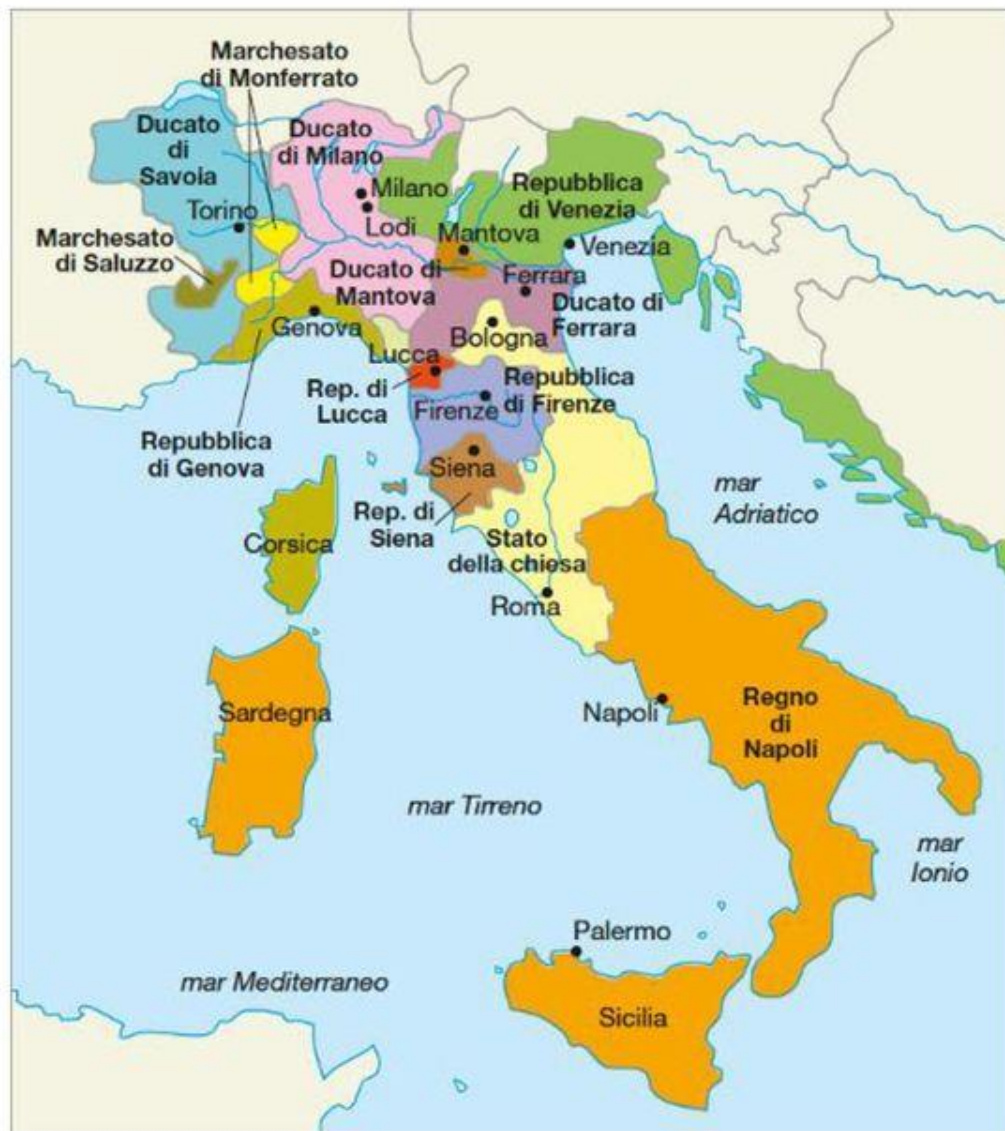 Marchesato
di Monferrato
Ducato
di
Savoia
Ducato
di Milano
Milano
Lodi
Repubblica
di Venezia
Torino
Mantova
Venezia
Marchesato
di Saluzzo
Ducato di
Mantova
Ferrara
Ducato di
Ferrara
Genova
Bologna
Lucca
Rep. di
Lucca
Repubblica
di Firenze
Firenze
Repubblica
di Genova
Siena
Rep. di
Siena
mar
Adriatico
Corsica
Stato
della chiesa
Roma
Sardegna
Napoli
Regno
di
Napoli
mar Tirreno
mar
Ionio
Palermo
mar Mediterraneo
Sicilia